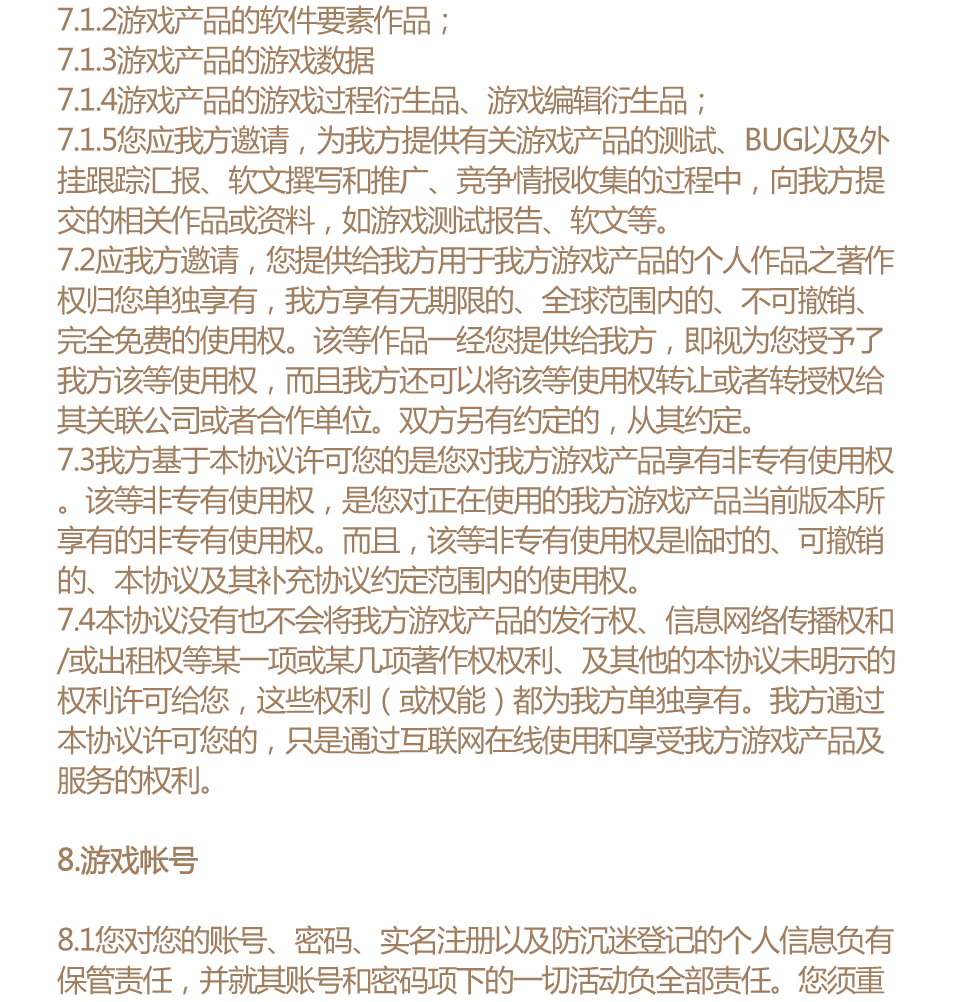 7.1.2游戏产品的软件要素作品；
7.1.3游戏产品的游戏数据
7.1.4游戏产品的游戏过程衍生品、游戏编辑衍生品；
7.1.5您应我方邀请，为我方提供有关游戏产品的测试、BUG以及外
挂跟踪汇报、软文撰写和推广、竞争情报收集的过程中，向我方提
交的相关作品或资料，如游戏测试报告、软文等。
7.2应我方邀请，您提供给我方用于我方游戏产品的个人作品之著作
权归您单独享有，我方享有无期限的、全球范围内的、不可撤销、
完全免费的使用权。该等作品一经您提供给我方，即视为您授予了
我方该等使用权，而且我方还可以将该等使用权转让或者转授权给
其关联公司或者合作单位。双方另有约定的，从其约定。
7.3我方基于本协议许可您的是您对我方游戏产品享有非专有使用权
。该等非专有使用权，是您对正在使用的我方游戏产品当前版本所
享有的非专有使用权。而且，该等非专有使用权是临时的、可撤销
的、本协议及其补充协议约定范围内的使用权。
7.4本协议没有也不会将我方游戏产品的发行权、信息网络传播权和
/或出租权等某一项或某几项著作权权利、及其他的本协议未明示的
权利许可给您，这些权利（或权能）都为我方单独享有。我方通过
本协议许可您的，只是通过互联网在线使用和享受我方游戏产品及
服务的权利。
8.游戏帐号
8.1您对您的账号、密码、实名注册以及防沉迷登记的个人信息负有
保管责任，并就其账号和密码项下的一切活动负全部责任。您须重